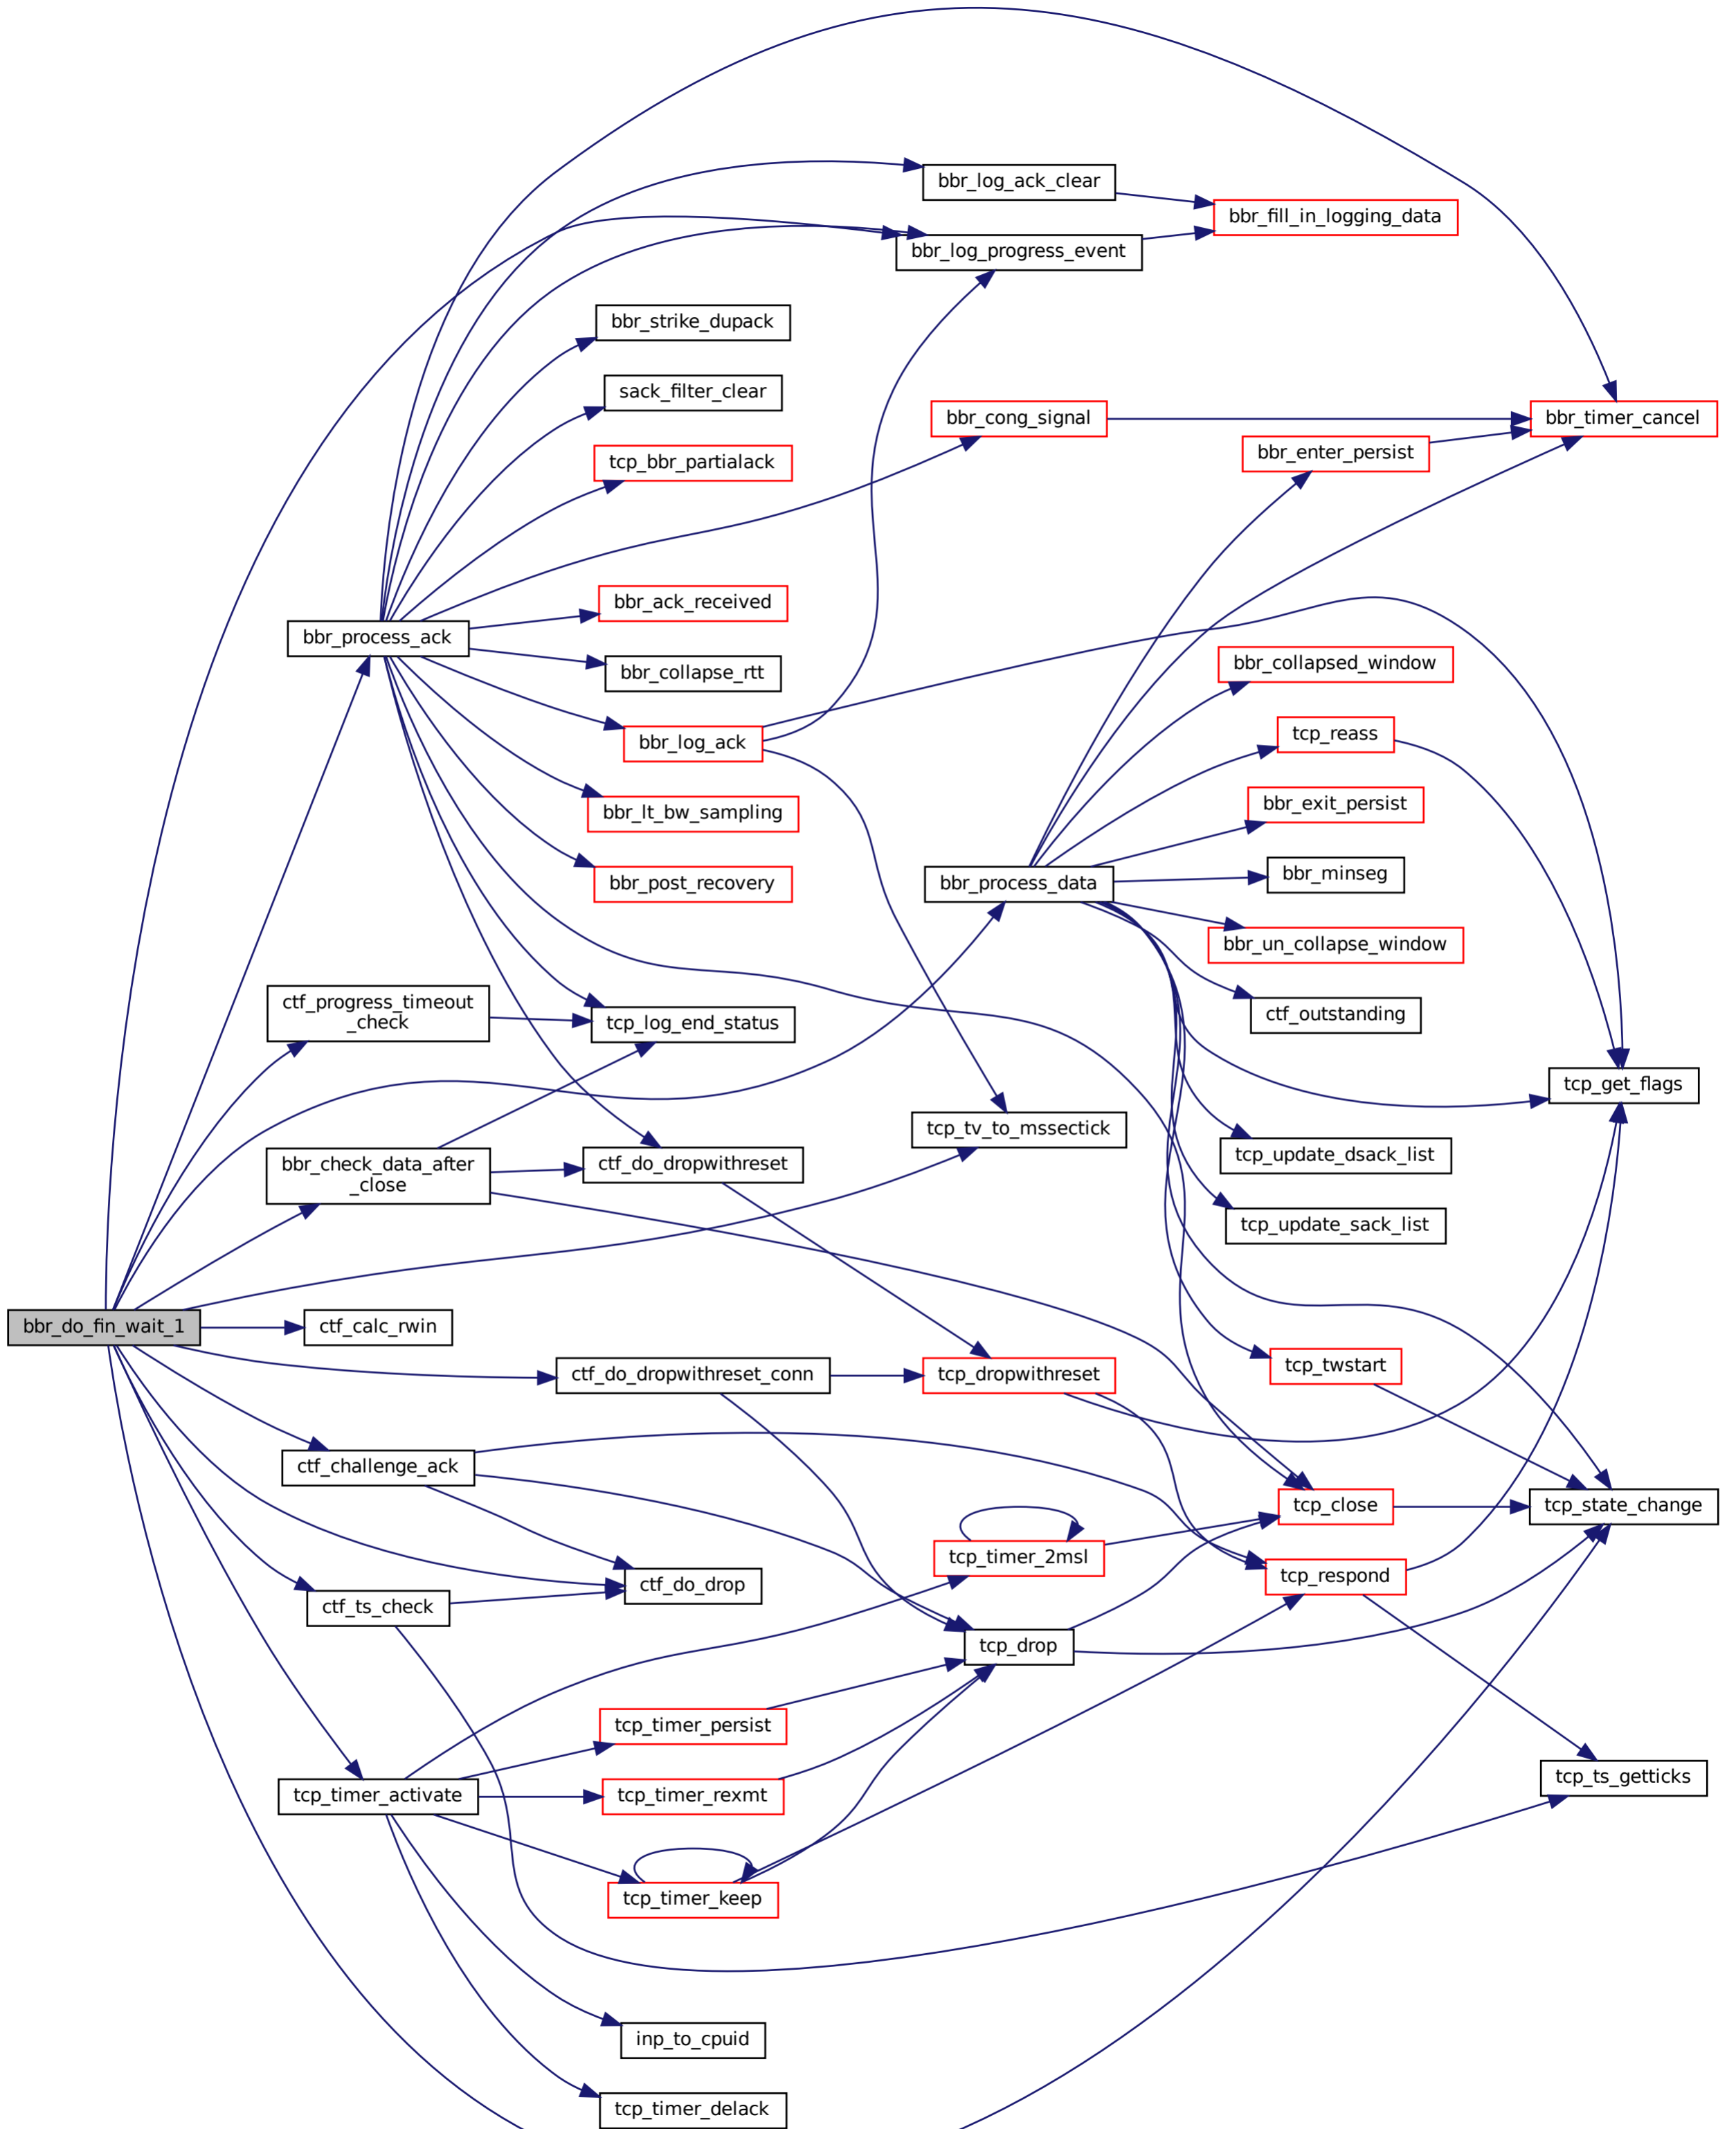 bbr_log_ack_clear
bbr_fill_in_logging_data
bbr_log_progress_event
bbr_strike_dupack
sack_filter_clear
bbr_cong_signal
bbr_timer_cancel
bbr_enter_persist
tcp_bbr_partialack
bbr_ack_received
bbr_process_ack
bbr_collapse_rtt
bbr_collapsed_window
tcp_reass
bbr_log_ack
bbr_exit_persist
bbr_lt_bw_sampling
bbr_minseg
bbr_process_data
bbr_post_recovery
bbr_un_collapse_window
ctf_progress_timeout
_check
ctf_outstanding
tcp_log_end_status
tcp_get_flags
tcp_tv_to_mssectick
tcp_update_dsack_list
bbr_check_data_after
_close
ctf_do_dropwithreset
tcp_update_sack_list
bbr_do_fin_wait_1
ctf_calc_rwin
tcp_twstart
ctf_do_dropwithreset_conn
tcp_dropwithreset
ctf_challenge_ack
tcp_close
tcp_state_change
tcp_timer_2msl
tcp_respond
ctf_do_drop
ctf_ts_check
tcp_drop
tcp_timer_persist
tcp_ts_getticks
tcp_timer_activate
tcp_timer_rexmt
tcp_timer_keep
inp_to_cpuid
tcp_timer_delack